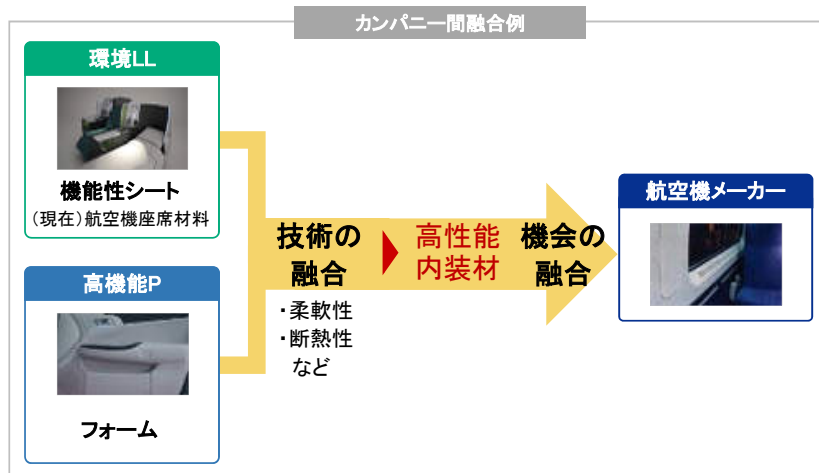 カンパニー間融合例
環境LL
機能性シート
（現在）航空機座席材料
高機能P
フォーム
技術の
融合
・柔軟性
・断熱性
など
高性能
内装材
機会の
融合
航空機メーカー